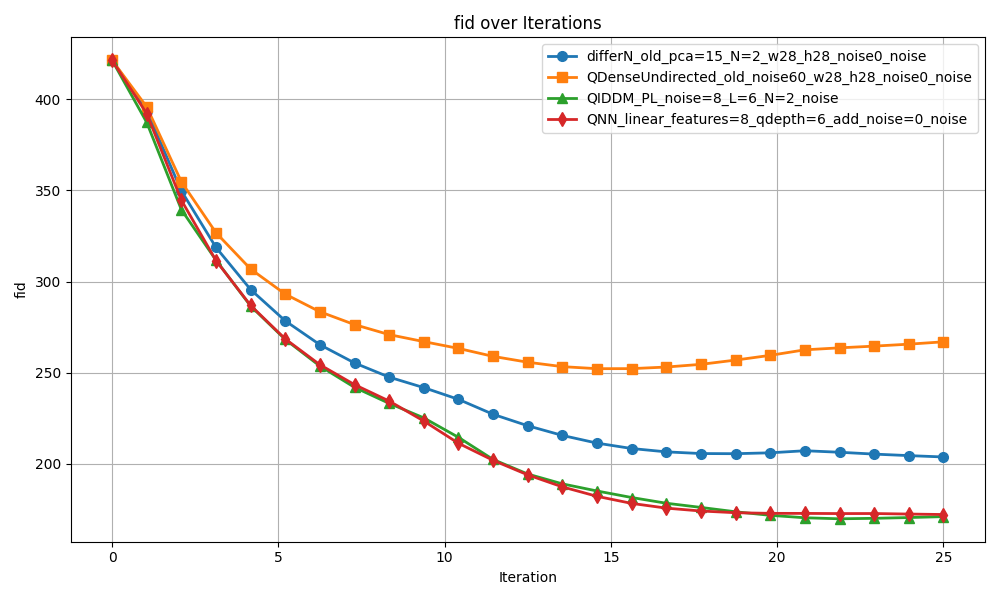 fid over Iterations
differN_old_pca=15_N=2_w28_h28_noise0_noise
QDenseUndirected_old_noise60_w28_h28_noise0_noise
QIDDM_PL_noise=8_L=6_N=2_noise
QNN_linear_features=8_qdepth=6_add_noise=0_noise
fid
400
350
300
250
200
0 5 10 15 20 25
Iteration